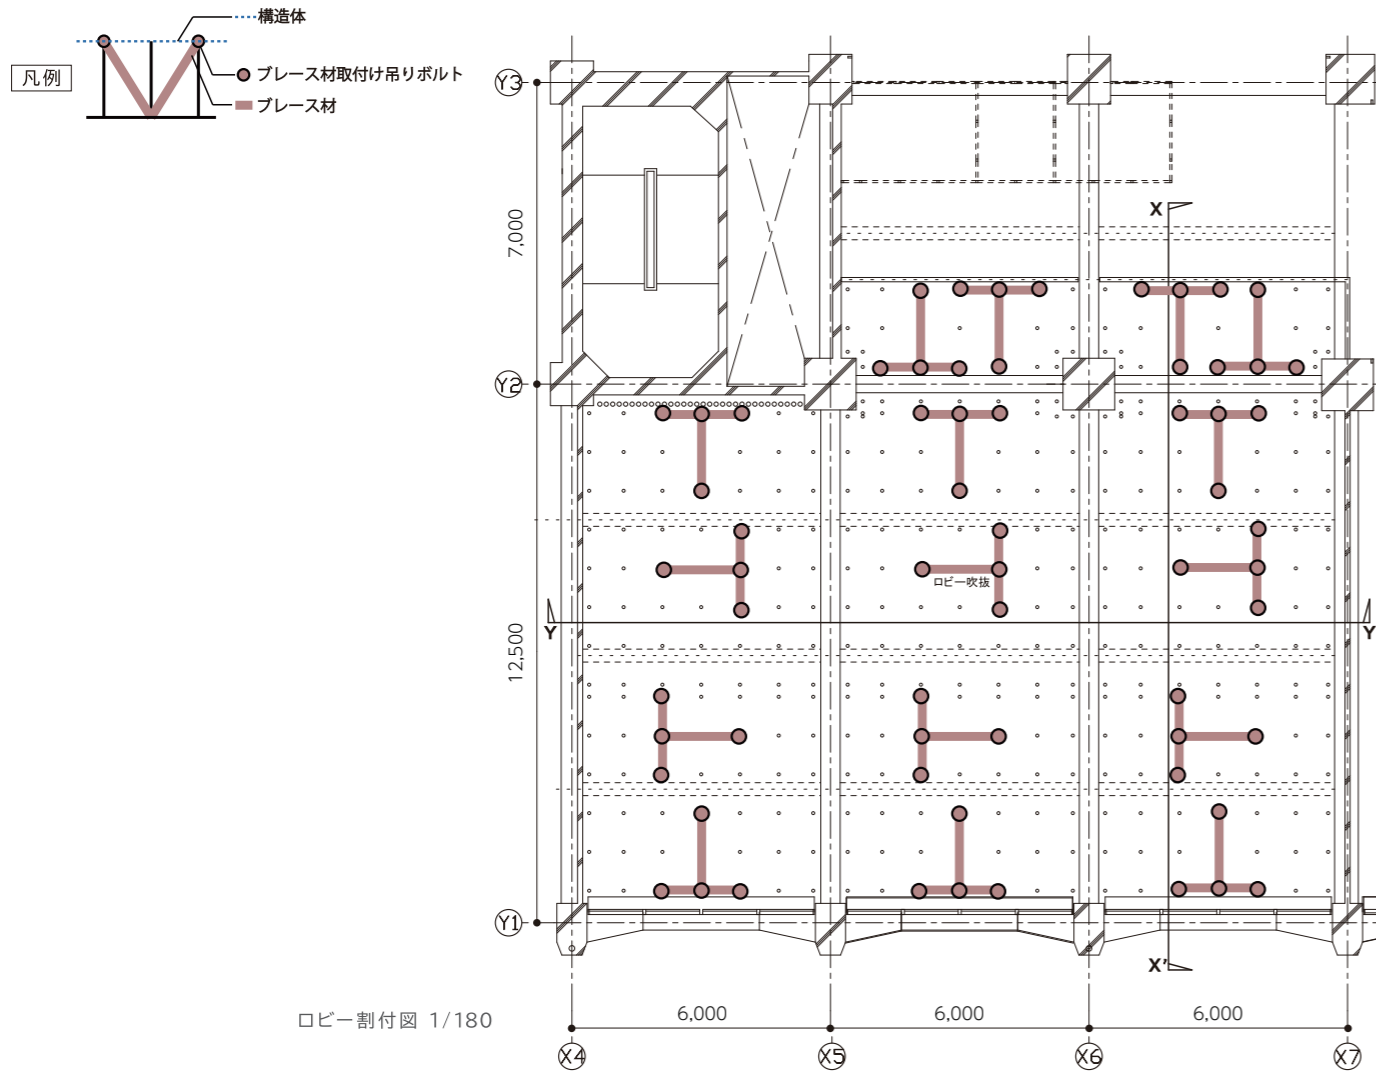 構造体
凡例
ブレース材取付け吊りボルト
ブレース材
Y3
X
7,000
Y2
ロビー吹抜
Y
Y
12,500
Y1
X'
ロビー割付図 1/180
6,000
6,000
6,000
X4
X5
X6
X7